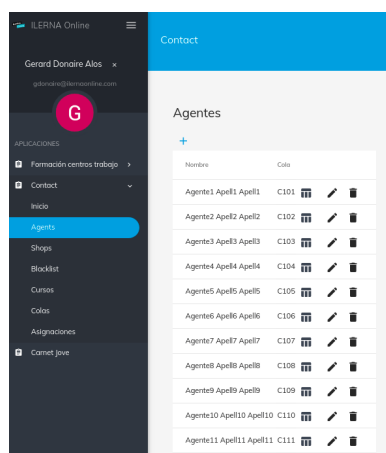 ILERNA Online
Contact
Gerard Donaire Alos ×
gdonaire@ilernaonline.com
G
APLICACIONES
Formación centros trabajo
Contact
Inicio
Agents
Shops
Blacklist
Cursos
Colas
Asignaciones
Carnet Jove
Agentes
+
Nombre Cola
Agente1 Apell1 Apell1 C101
Agente2 Apell2 Apell2 C102
Agente3 Apell3 Apell3 C103
Agente4 Apell4 Apell4 C104
Agente5 Apell5 Apell5 C105
Agente6 Apell6 Apell6 C106
Agente7 Apell7 Apell7 C107
Agente8 Apell8 Apell8 C108
Agente9 Apell9 Apell9 C109
Agente10 Apell10 Apell10 C110
Agente11 Apell11 Apell11 C111